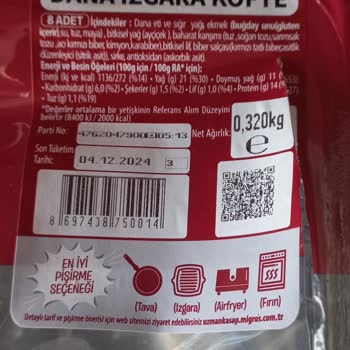 DANA IZGARA KÖFTE
8 ADET İçindekiler: Dana eti ve sığır yağı, ekmek (buğday unu(gluten
içerir),su, tuz, maya), bitkisel yağ (ayçiçek), baharat karışımı (tuz, soğan tozu, sarımsak
tozu, acı kırmızı biber, kimyon, karabiber), bitkisel lif, biber salçası(kırmızı tatlı biber,asitlik
düzenleyici (sitrik asit)), sirke, antioksidan (askorbik asit).
Enerji ve Besin Öğeleri (100g için / 100g RA* için):
Enerji (kj ve kcal) 1136/272 (%14) • Yağ (g) 21 (%30) • Doymuş yağ (g) 11
•Karbonhidrat (g) 6,0 (%2) • Şekerler (g) 1,5 (%2) • Lif (g) 1,0 • Protein (g) 14
•Tuz (g) 1,1 (%19)
*Değerler ortalama bir yetişkinin Referans Alım Düzeyini
belirtir (8400 kJ / 2000 kcal)
Parti No:
Net Ağırlık:
0,320kg
e
Son Tüketim
Tarihi:
04.12.2024 3
8 697438 750014
EN İYİ
PİŞİRME
SEÇENEĞİ
(Tava) (Izgara) (Airfryer) (Fırın)
Detaylı tarif ve pişirme önerisi için web sitemizi ziyaret edebilirsiniz uzmankasap.migros.com.tr